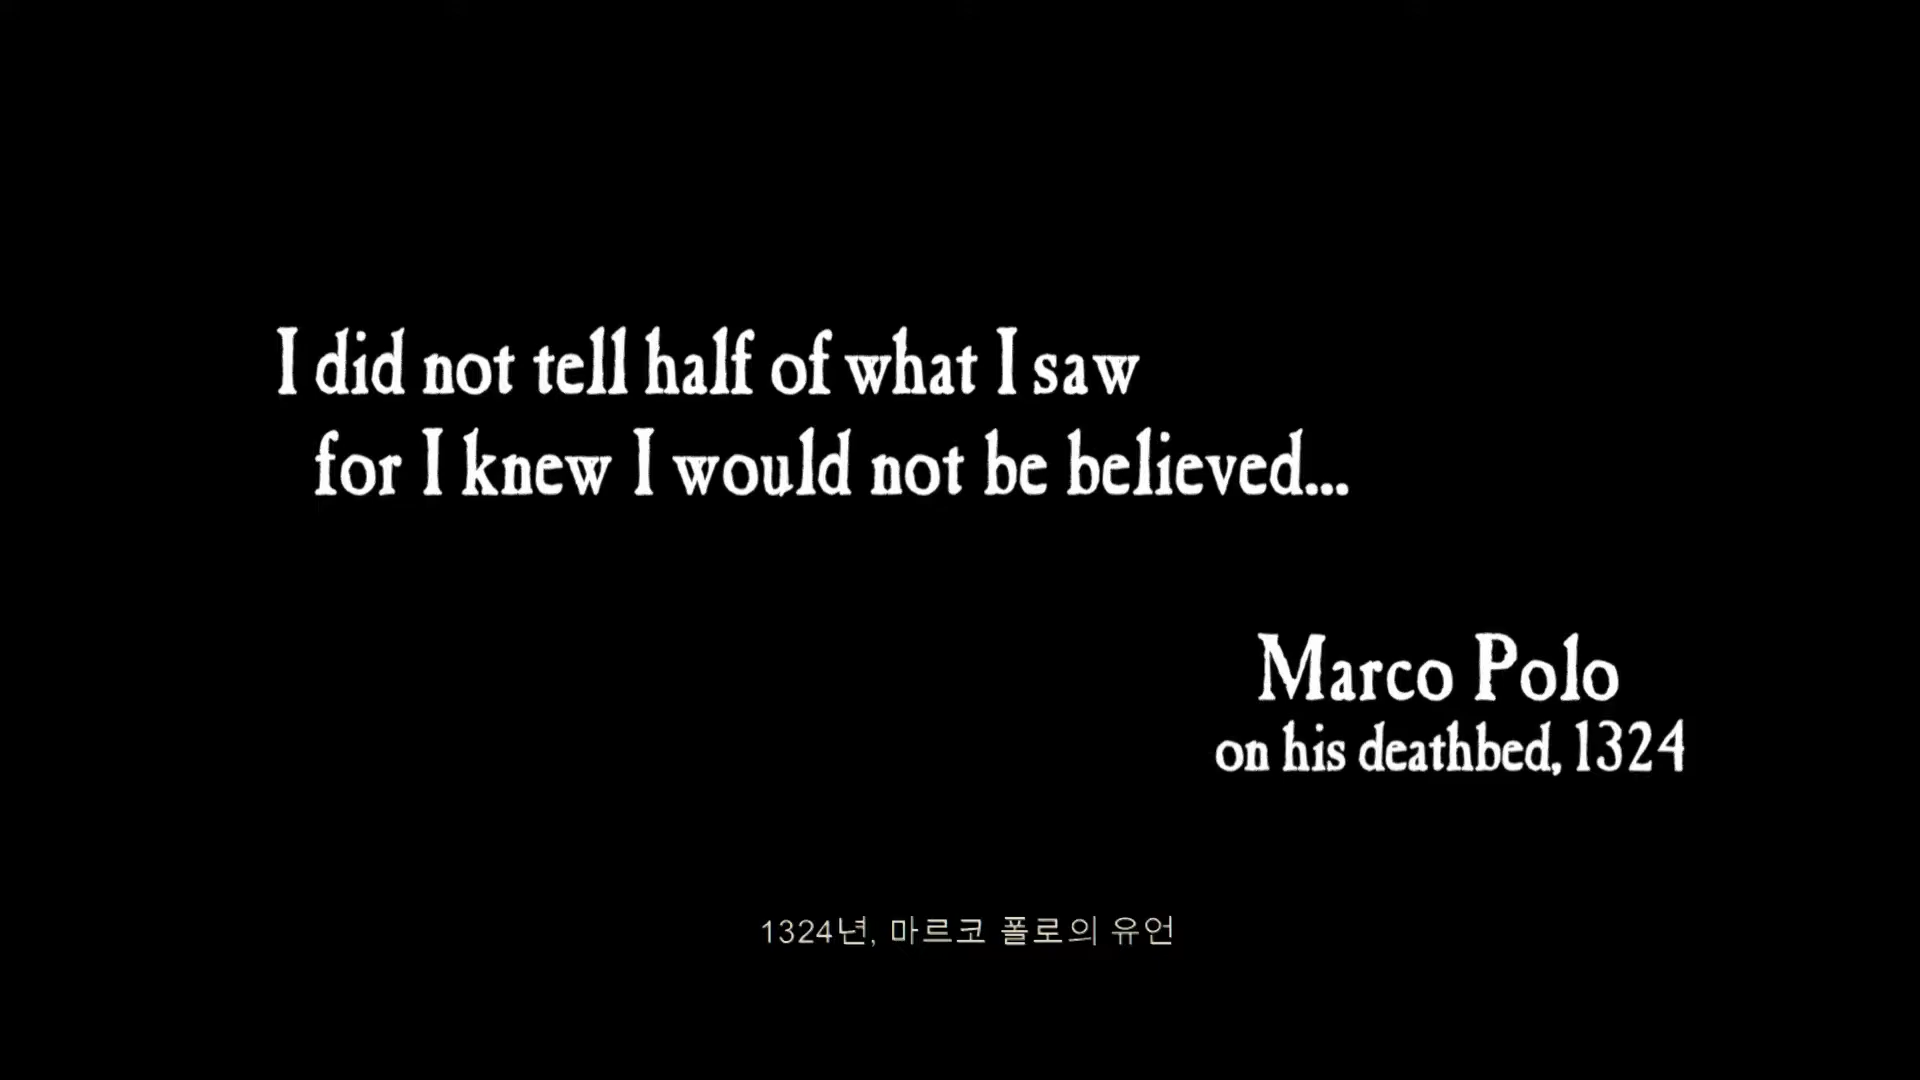 I did not tell half of what I saw
for I knew I would not be believed...
Marco Polo
on his deathbed, 1324
1324년, 마르코 폴로의 유언